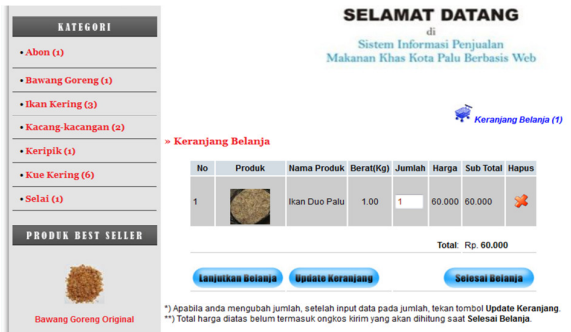 KATEGORI
• Abon (1)
• Bawang Goreng (1)
• Ikan Kering (3)
• Kacang-kacangan (2)
• Keripik (1)
• Kue Kering (6)
• Selai (1)
PRODUK BEST SELLER
Bawang Goreng Original
SELAMAT DATANG
di
Sistem Informasi Penjualan
Makanan Khas Kota Palu Berbasis Web
Keranjang Belanja (1)
» Keranjang Belanja
No Produk Nama Produk Berat(Kg) Jumlah Harga Sub Total Hapus
1 Ikan Duo Palu 1.00 1 60.000 60.000
Total: Rp. 60.000
Lanjutkan Belanja Update Keranjang Selesai Belanja
*) Apabila anda mengubah jumlah, setelah input data pada jumlah, tekan tombol Update Keranjang.
**) Total harga diatas belum termasuk ongkos kirim yang akan dihitung saat Selesai Belanja.